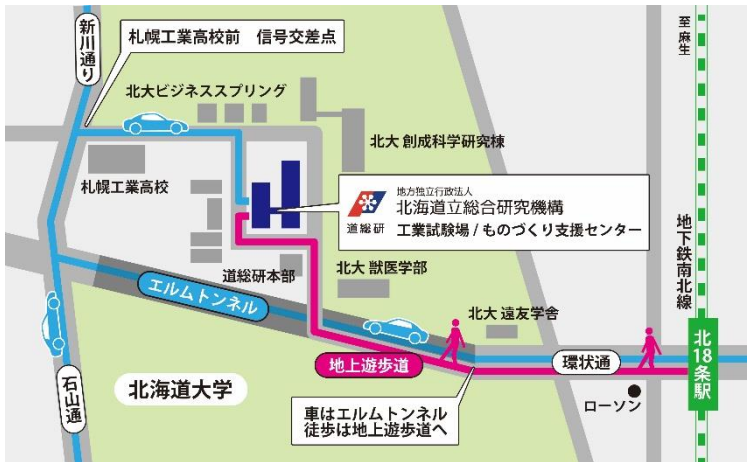 新川通り
札幌工業高校前 信号交差点
至麻生
北大ビジネススプリング
北大 創成科学研究棟
札幌工業高校
地方独立行政法人
北海道立総合研究機構
道総研
工業試験場/ものづくり支援センター
地下鉄南北線
道総研本部
北大 獣医学部
エルムトンネル
北大 遠友学舎
北18条駅
地上遊歩道
環状通
石山通
北海道大学
ローソン
車はエルムトンネル
徒歩は地上遊歩道へ